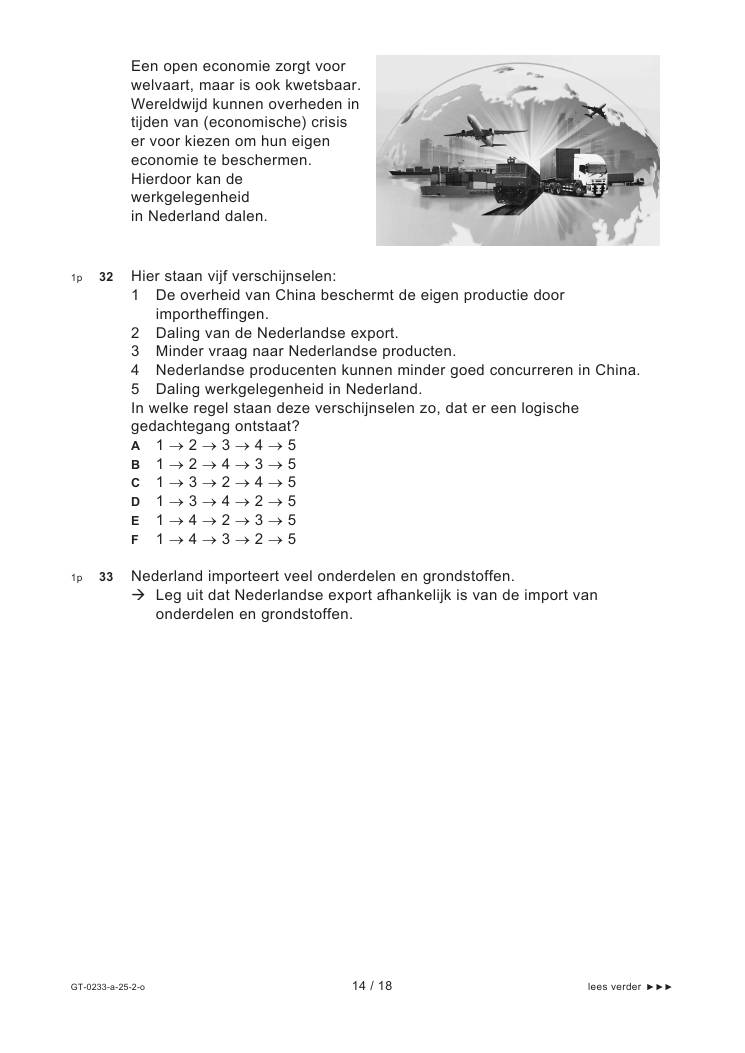 Een open economie zorgt voor
welvaart, maar is ook kwetsbaar.
Wereldwijd kunnen overheden in
tijden van (economische) crisis
er voor kiezen om hun eigen
economie te beschermen.
Hierdoor kan de
werkgelegenheid
in Nederland dalen.
1p 32 Hier staan vijf verschijnselen:
1 De overheid van China beschermt de eigen productie door
importheffingen.
2 Daling van de Nederlandse export.
3 Minder vraag naar Nederlandse producten.
4 Nederlandse producenten kunnen minder goed concurreren in China.
5 Daling werkgelegenheid in Nederland.
In welke regel staan deze verschijnselen zo, dat er een logische
gedachtegang ontstaat?
A 1 → 2 → 3 → 4 → 5
B 1 → 2 → 4 → 3 → 5
C 1 → 3 → 2 → 4 → 5
D 1 → 3 → 4 → 2 → 5
E 1 → 4 → 2 → 3 → 5
F 1 → 4 → 3 → 2 → 5
1p 33 Nederland importeert veel onderdelen en grondstoffen.
→ Leg uit dat Nederlandse export afhankelijk is van de import van
onderdelen en grondstoffen.
GT-0233-a-25-2-o 14 / 18 lees verder ►►►